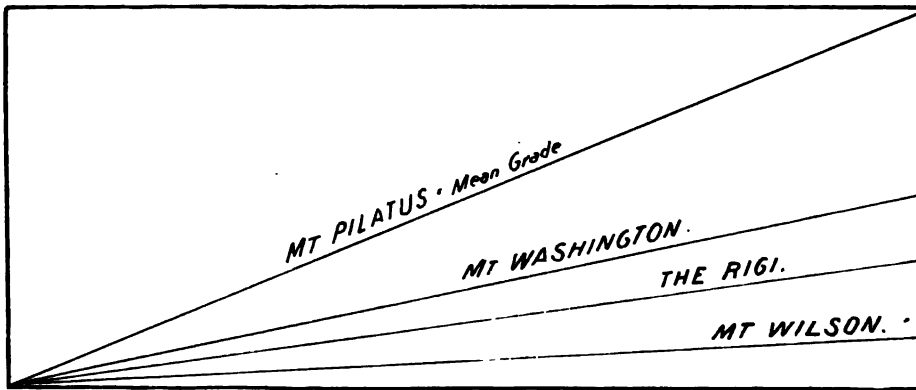 MT PILATUS · Mean Grade
MT WASHINGTON.
THE RIGI.
MT WILSON.